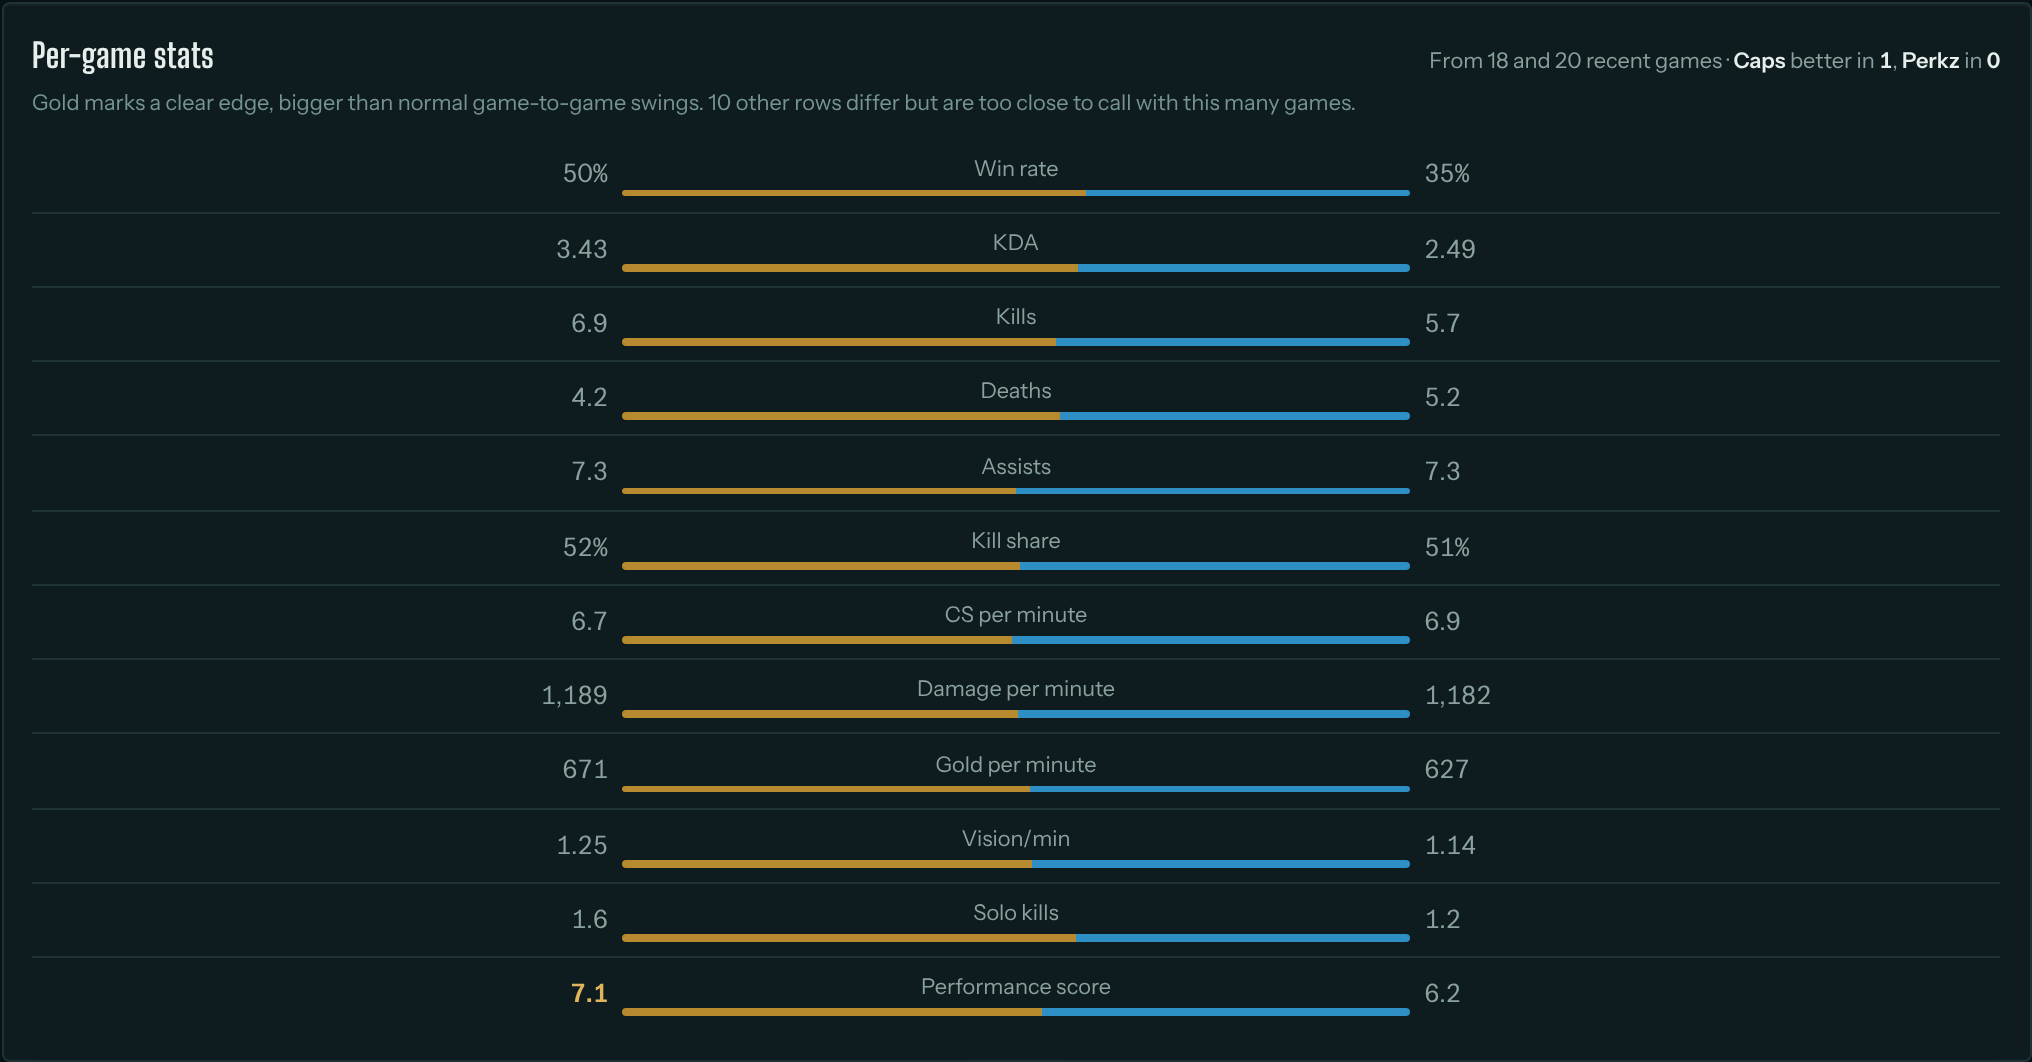 Per-game stats
From 18 and 20 recent games · Caps better in 1, Perkz in 0
Gold marks a clear edge, bigger than normal game-to-game swings. 10 other rows differ but are too close to call with this many games.
50% Win rate 35%
3.43 KDA 2.49
6.9 Kills 5.7
4.2 Deaths 5.2
7.3 Assists 7.3
52% Kill share 51%
6.7 CS per minute 6.9
1,189 Damage per minute 1,182
671 Gold per minute 627
1.25 Vision/min 1.14
1.6 Solo kills 1.2
7.1 Performance score 6.2